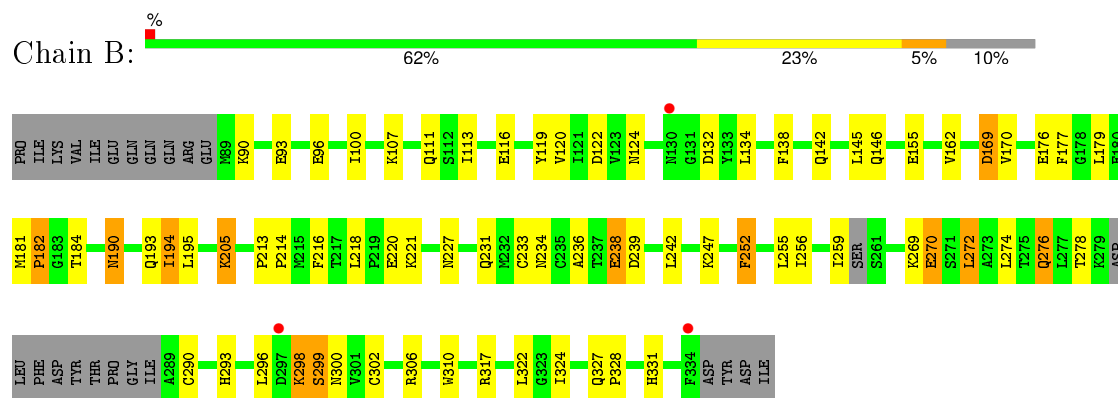 %
Chain B:
62% 23% 5% 10%
PRO ILE LYS VAL ILE GLU GLN GLN GLN ARG GLU M89 K90 E93 E96 I100 K107 Q111 S112 I113 E116 Y119 V120 I121 D122 V123 N124 N130 G131 D132 Y133 L134 F138 Q142 L145 Q146 E155 V162 D169 V170 E176 F177 G178 L179 E180
M181 P182 G183 T184 N190 Q193 I194 L195 K205 P213 P214 M215 F216 T217 L218 P219 E220 K221 N227 Q231 M232 C233 N234 C235 A236 T237 E238 D239 L242 K247 F252 L255 I256 I259 SER S261 K269 E270 S271 L272 A273 L274 T275 Q276 L277 T278 K279 ASP
LEU PHE ASP TYR THR PRO GLY ILE A289 C290 H293 L296 D297 K298 S299 N300 V301 C302 R306 W310 R317 L322 G323 I324 Q327 P328 H331 F334 ASP TYR ASP ILE